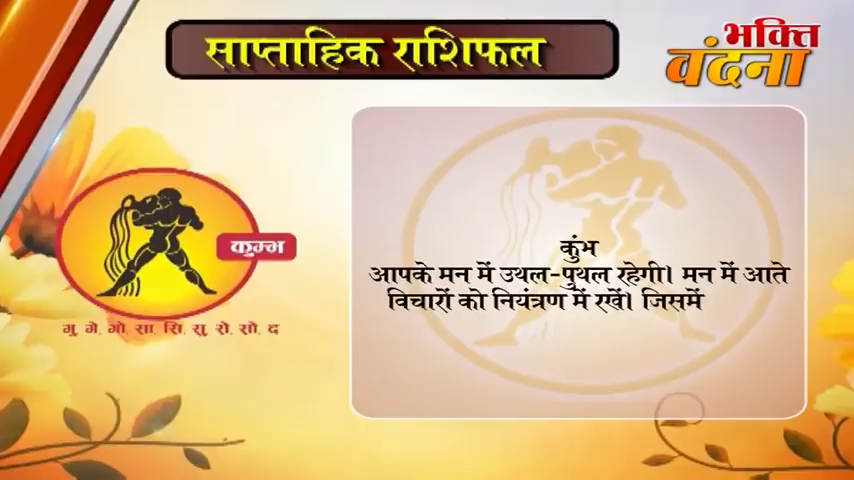 साप्ताहिक राशिफल
भक्ति
वंदना
कुम्भ
गु, गे, गो, सा, सि, सु, से, सो, द
कुंभ
आपके मन में उथल-पुथल रहेगी। मन में आते
विचारों को नियंत्रण में रखें। जिसमें